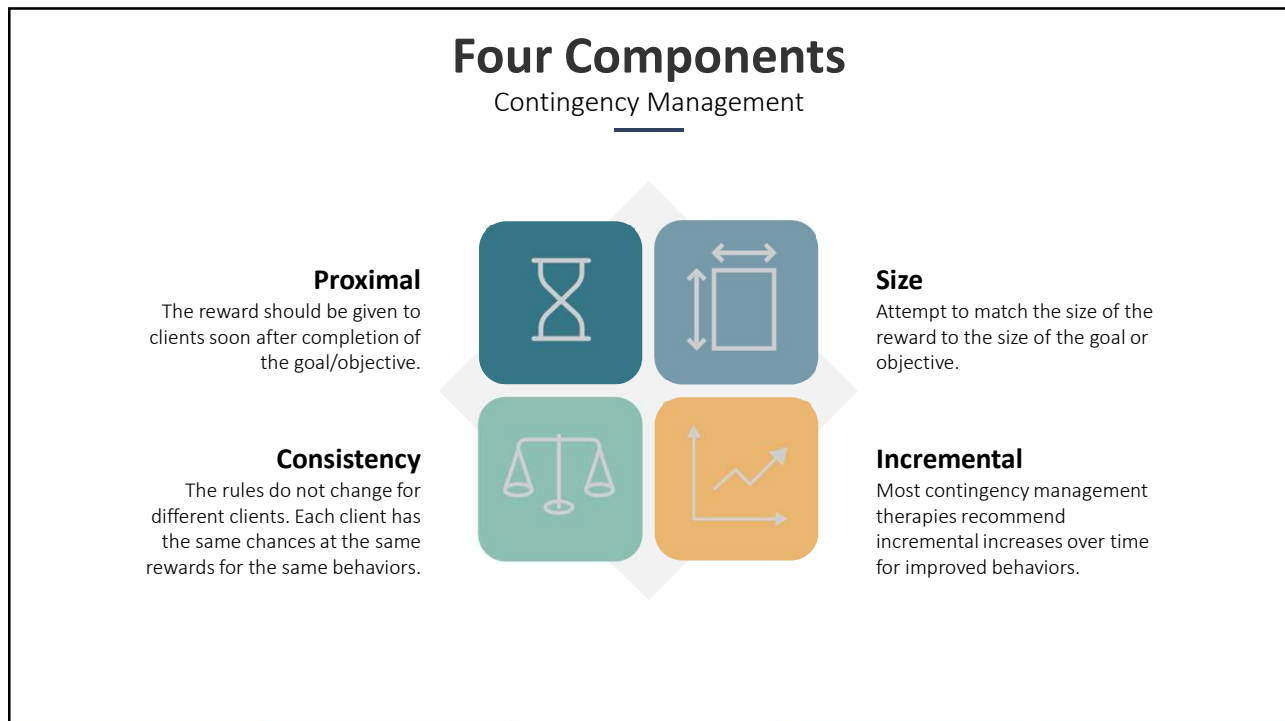 Four Components
Contingency Management
Proximal
The reward should be given to
clients soon after completion of
the goal/objective.
Size
Attempt to match the size of the
reward to the size of the goal or
objective.
Consistency
The rules do not change for
different clients. Each client has
the same chances at the same
rewards for the same behaviors.
Incremental
Most contingency management
therapies recommend
incremental increases over time
for improved behaviors.